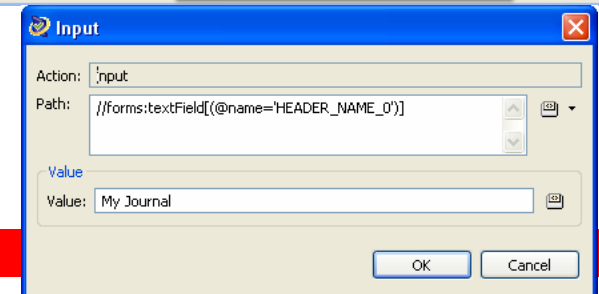 Input
Action: Input
Path: //forms:textField[(@name='HEADER_NAME_0')]
Value
Value: My Journal
OK Cancel